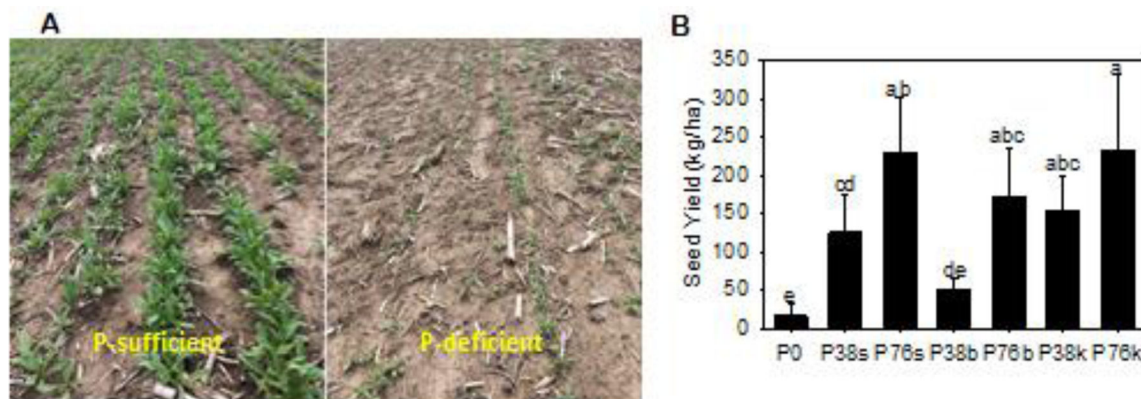 A
P-sufficient
P-deficient
B
Seed Yield (kg/ha)
350
300
250
200
150
100
50
0
e
cd
ab
de
abc
abc
a
P0 P38s P76s P38b P76b P38k P76k